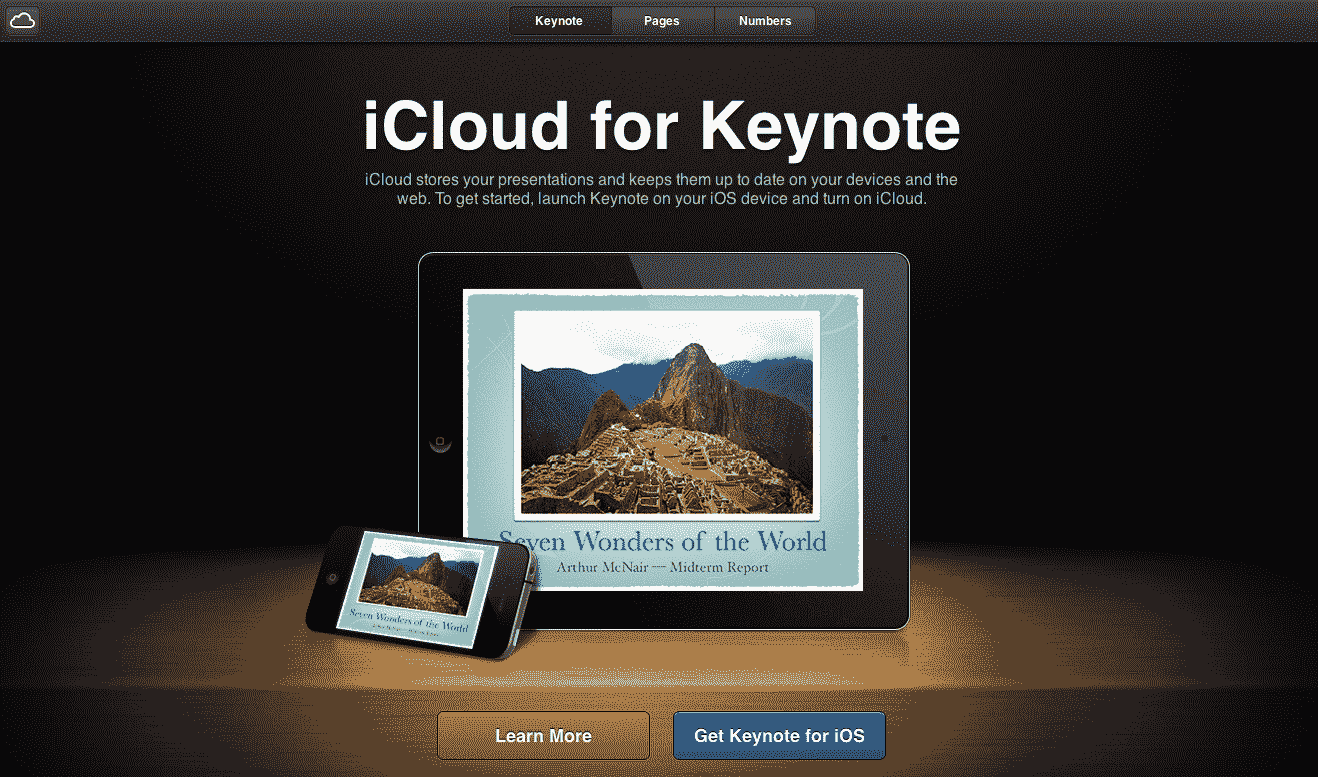 Keynote
Pages
Numbers
iCloud for Keynote
iCloud stores your presentations and keeps them up to date on your devices and the
web. To get started, launch Keynote on your iOS device and turn on iCloud.
Seven Wonders of the World
Arthur McNair — Midterm Report
Seven Wonders of the World
Learn More
Get Keynote for iOS